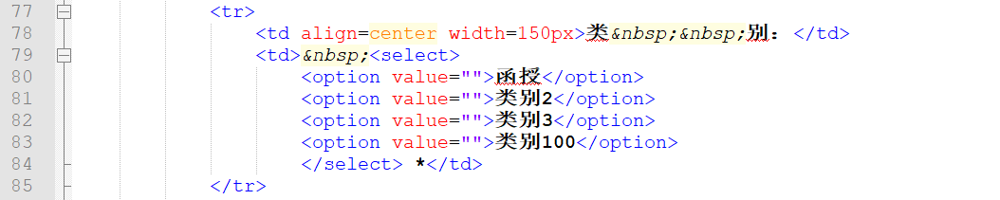 77 <tr>
78 <td align=center width=150px>类&nbsp;&nbsp;别：</td>
79 <td>&nbsp;<select>
80 <option value="">函授</option>
81 <option value="">类别2</option>
82 <option value="">类别3</option>
83 <option value="">类别100</option>
84 </select> *</td>
85 </tr>